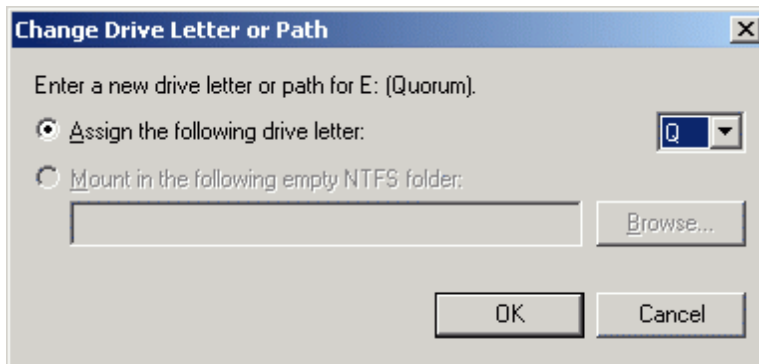 Change Drive Letter or Path
Enter a new drive letter or path for E: (Quorum).
Assign the following drive letter: Q
Mount in the following empty NTFS folder:
Browse...
OK Cancel